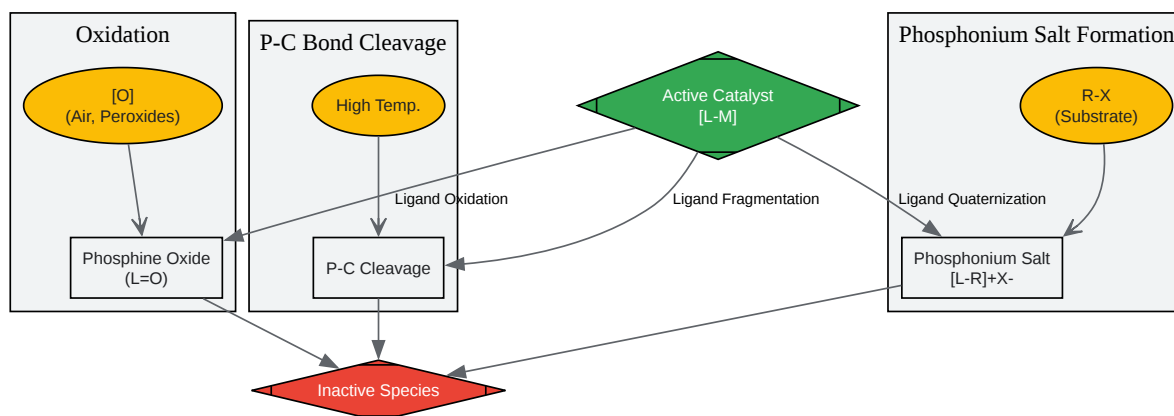 Oxidation
P-C Bond Cleavage
Phosphonium Salt Formation
[O]
(Air, Peroxides)
High Temp.
Active Catalyst
[L-M]
R-X
(Substrate)
Ligand Oxidation
Ligand Fragmentation
Ligand Quaternization
Phosphine Oxide
(L=O)
P-C Cleavage
Phosphonium Salt
[L-R]+X-
Inactive Species